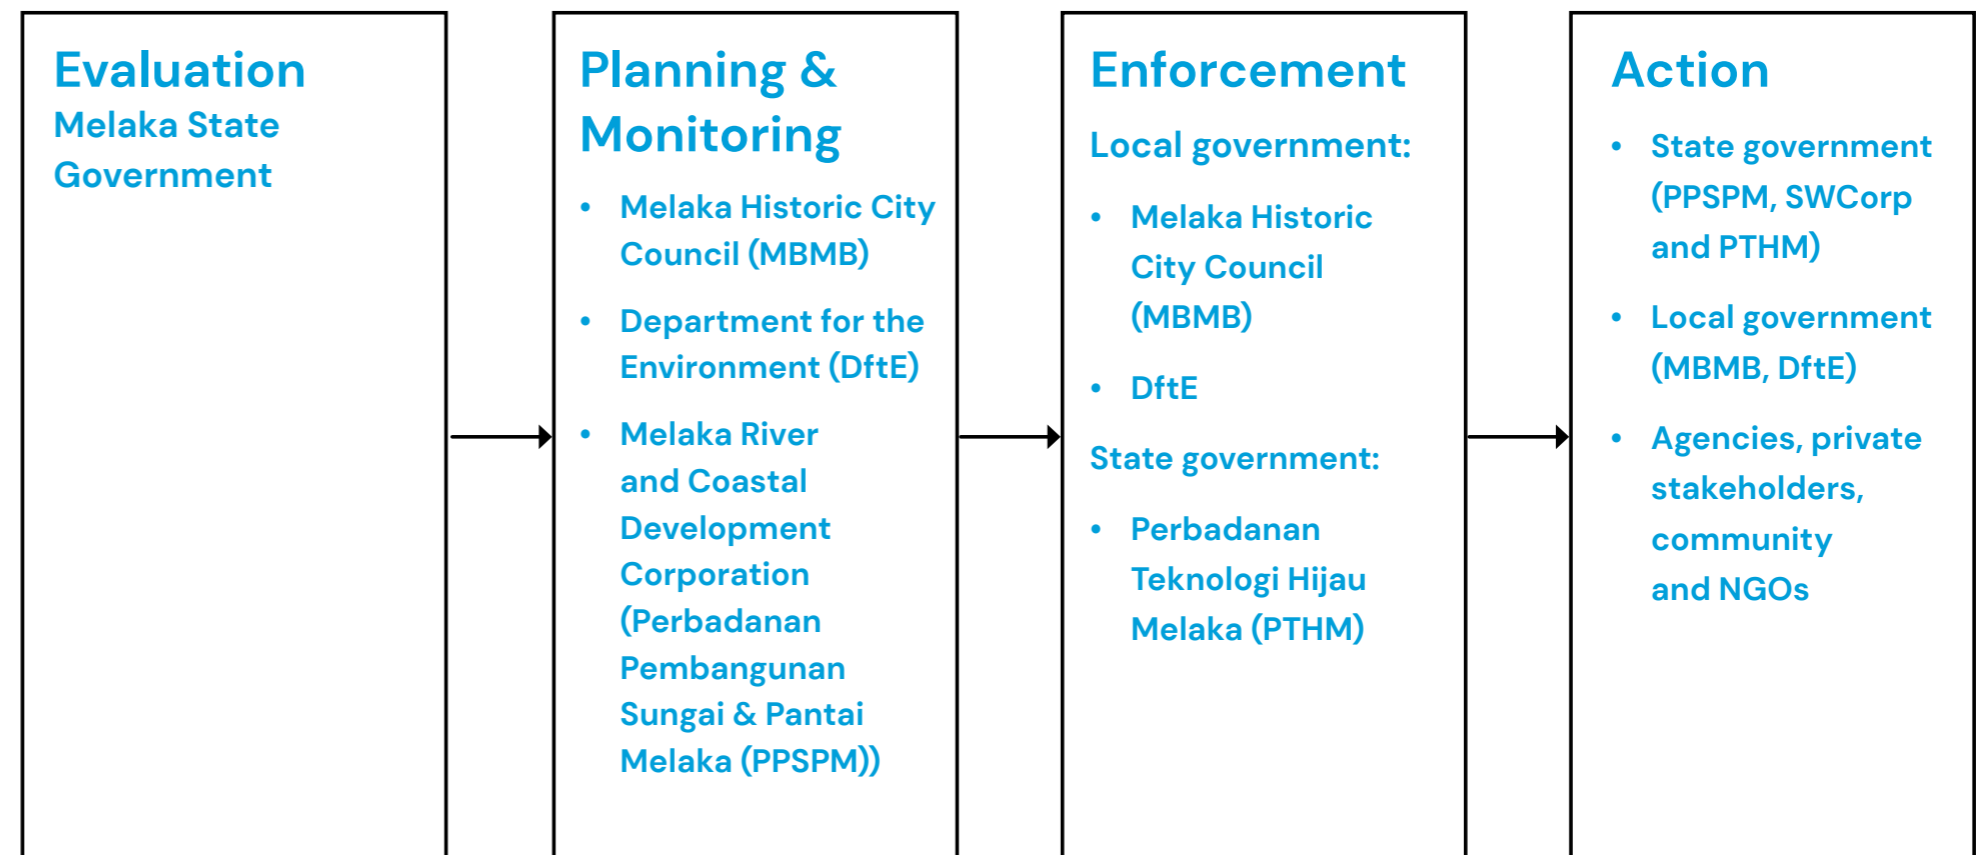 Evaluation
Melaka State
Government
Planning &
Monitoring
• Melaka Historic City
Council (MBMB)
• Department for the
Environment (DftE)
• Melaka River
and Coastal
Development
Corporation
(Perbadanan
Pembangunan
Sungai & Pantai
Melaka (PPSPM))
Enforcement
Local government:
• Melaka Historic
City Council
(MBMB)
• DftE
State government:
• Perbadanan
Teknologi Hijau
Melaka (PTHM)
Action
• State government
(PPSPM, SWCorp
and PTHM)
• Local government
(MBMB, DftE)
• Agencies, private
stakeholders,
community
and NGOs